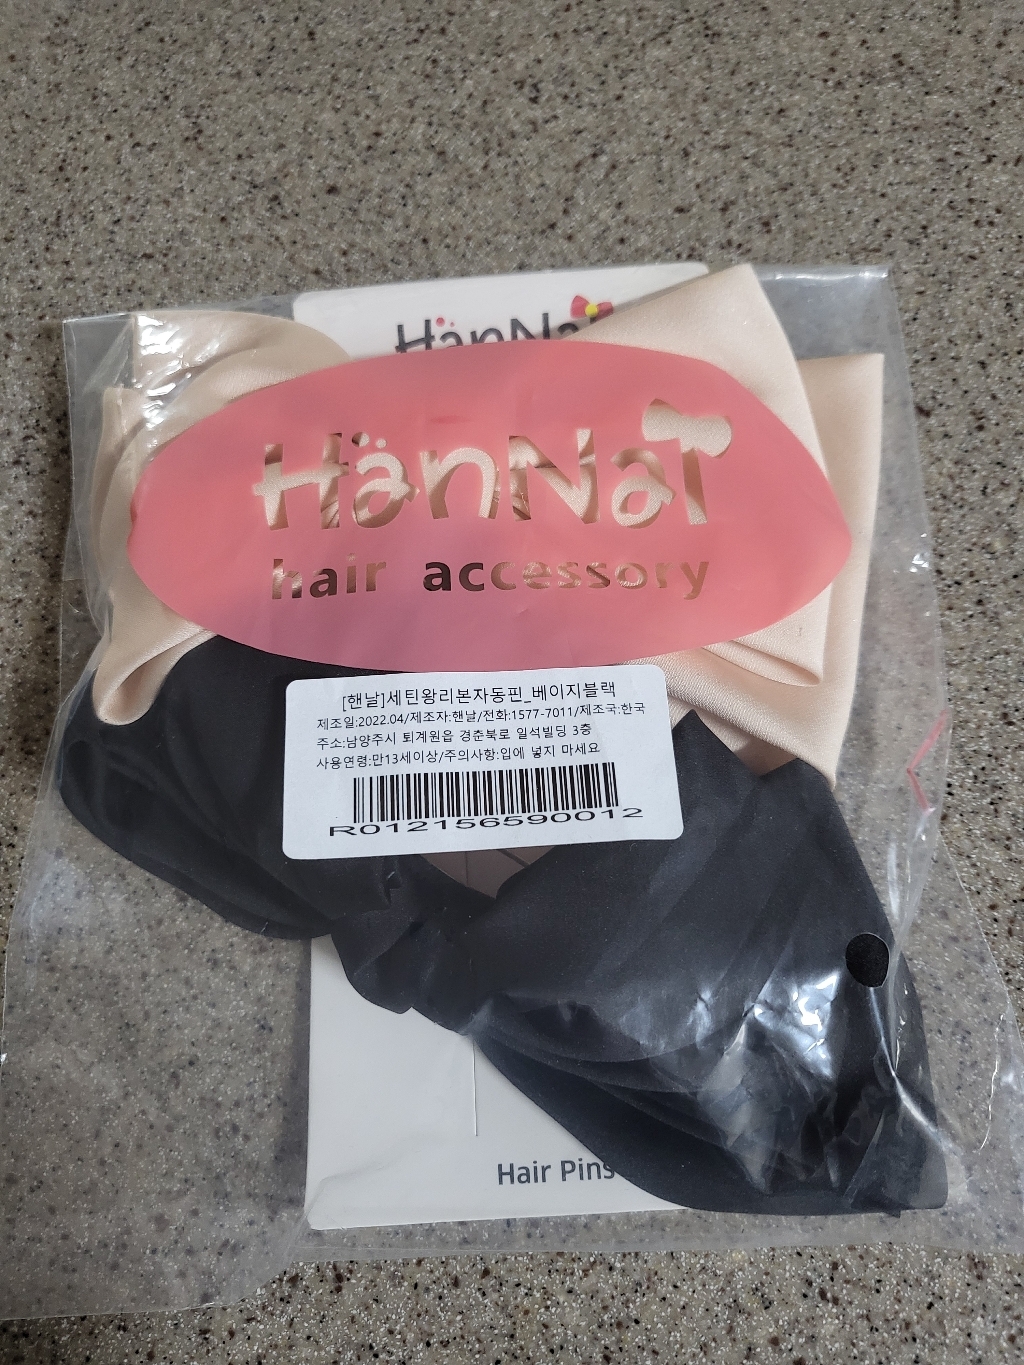 HänNaT
HänNaT
hair accessory
[핸날]세틴왕리본자동핀_베이지블랙
제조일:2022.04/제조자:핸날/전화:1577-7011/제조국:한국
주소:남양주시 퇴계원읍 경춘북로 일석빌딩 3층
사용연령:만13세이상/주의사항:입에 넣지 마세요
R012156590012
Hair Pins